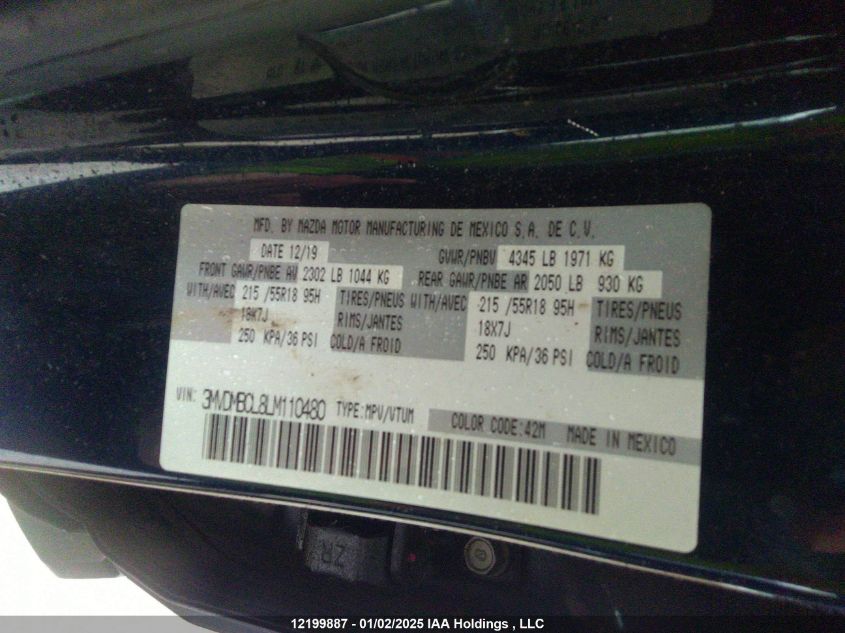 MFD. BY MAZDA MOTOR MANUFACTURING DE MEXICO S.A. DE C.V.
DATE 12/19 GVWR/PNBV 4345 LB 1971 KG
FRONT GAWR/PNBE AV 2302 LB 1044 KG REAR GAWR/PNBE AR 2050 LB 930 KG
WITH/AVEC 215 /55R18 95H TIRES/PNEUS WITH/AVEC 215 /55R18 95H TIRES/PNEUS
18X7J RIMS/JANTES 18X7J RIMS/JANTES
250 KPA/36 PSI COLD/A FROID 250 KPA/36 PSI COLD/A FROID
VIN: 3MVDMBCL8LM110480 TYPE:MPV/VTUM COLOR CODE:42M MADE IN MEXICO
ZR
8
12199887 - 01/02/2025 IAA Holdings , LLC